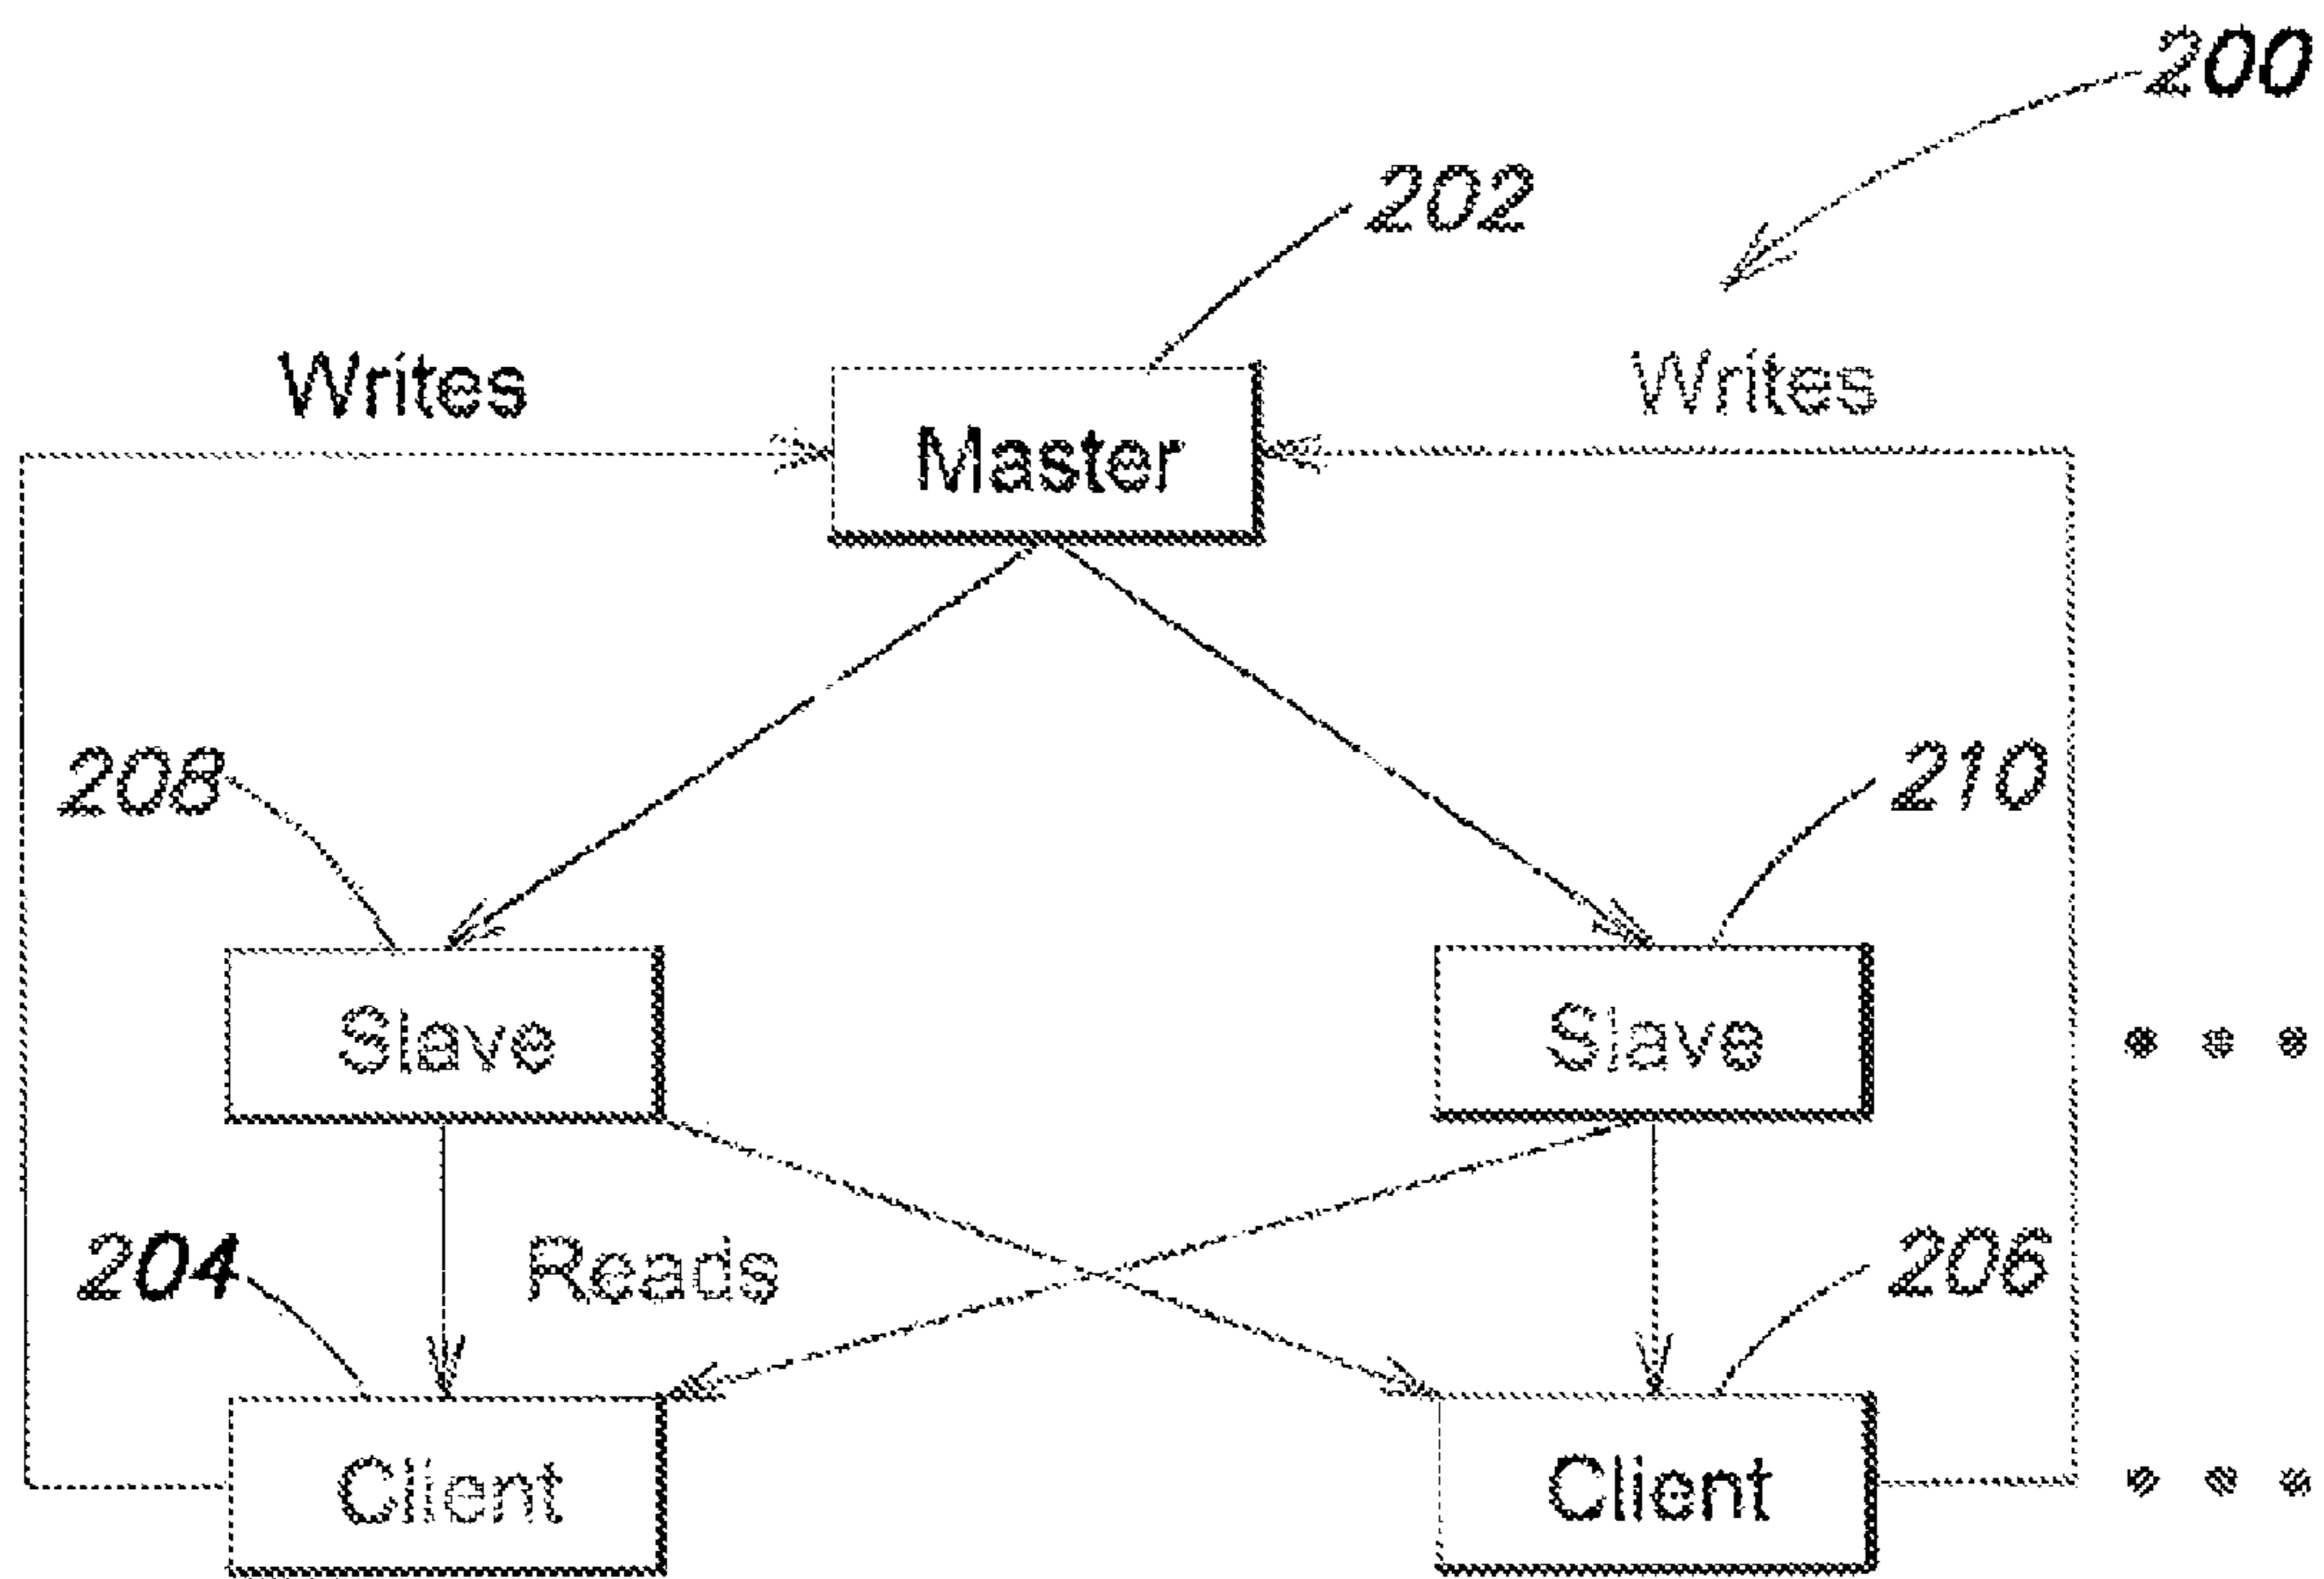 200
202
Writes
Writes
Master
208
210
Slave
Slave
204
Reads
206
Client
Client